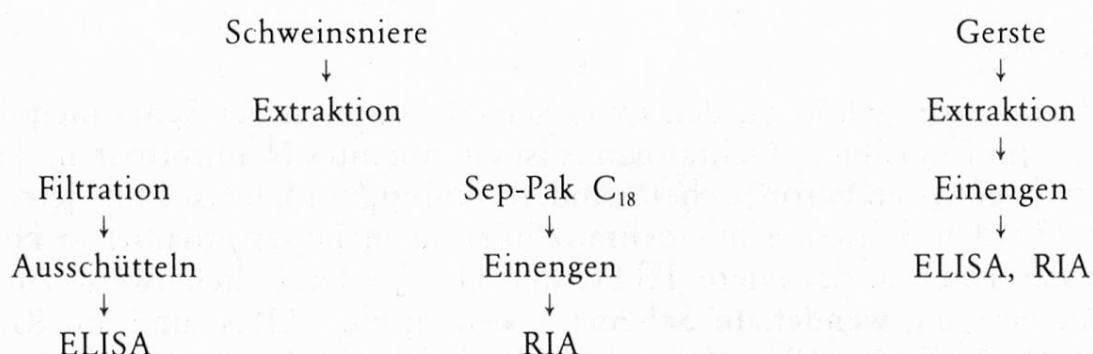 Schweinsniere Gerste
↓ ↓
Extraktion Extraktion
↓
Filtration Sep-Pak C₁₈ Einengen
↓ ↓ ↓
Ausschütteln Einengen ELISA, RIA
↓ ↓
ELISA RIA